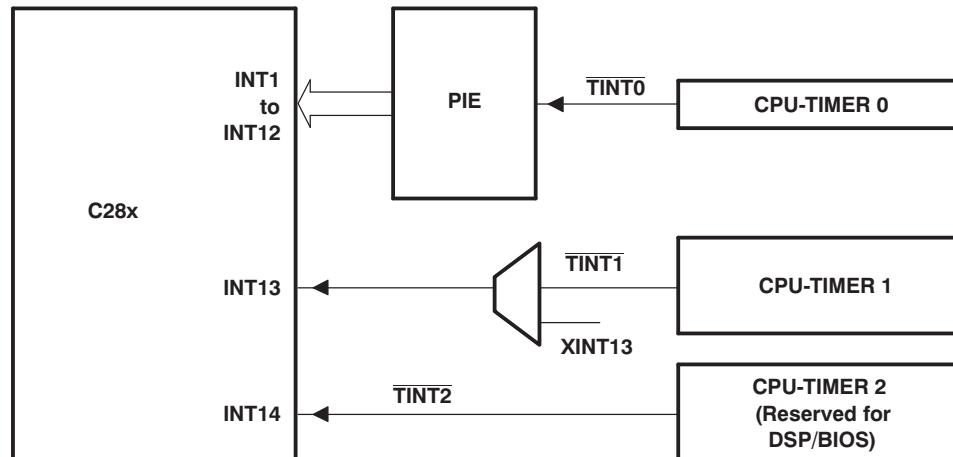 INT1
to
INT12
PIE
TINT0
CPU-TIMER 0
C28x
INT13
TINT1
CPU-TIMER 1
XINT13
INT14
TINT2
CPU-TIMER 2
(Reserved for
DSP/BIOS)